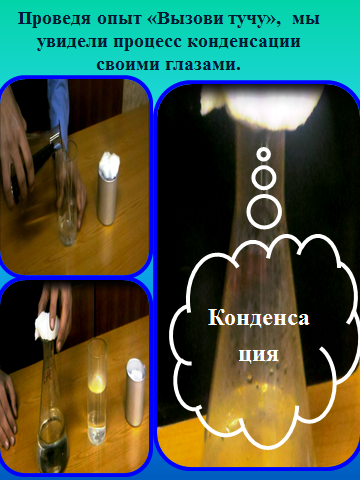 Проведя опыт «Вызови тучу», мы
увидели процесс конденсации
своими глазами.
Конденса
ция